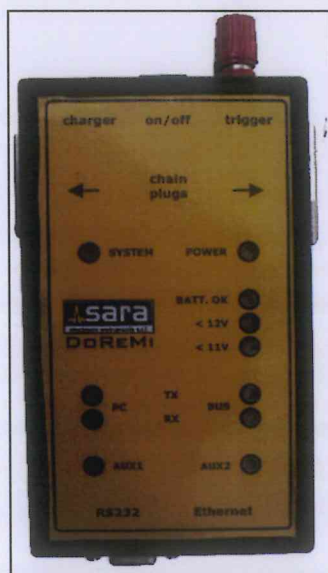 charger on/off trigger
chain
plugs
SYSTEM POWER
BATT. OK
sara
< 12V
DoReMi
< 11V
TX
PC BUS
RX
AUX1 AUX2
RS232 Ethernet